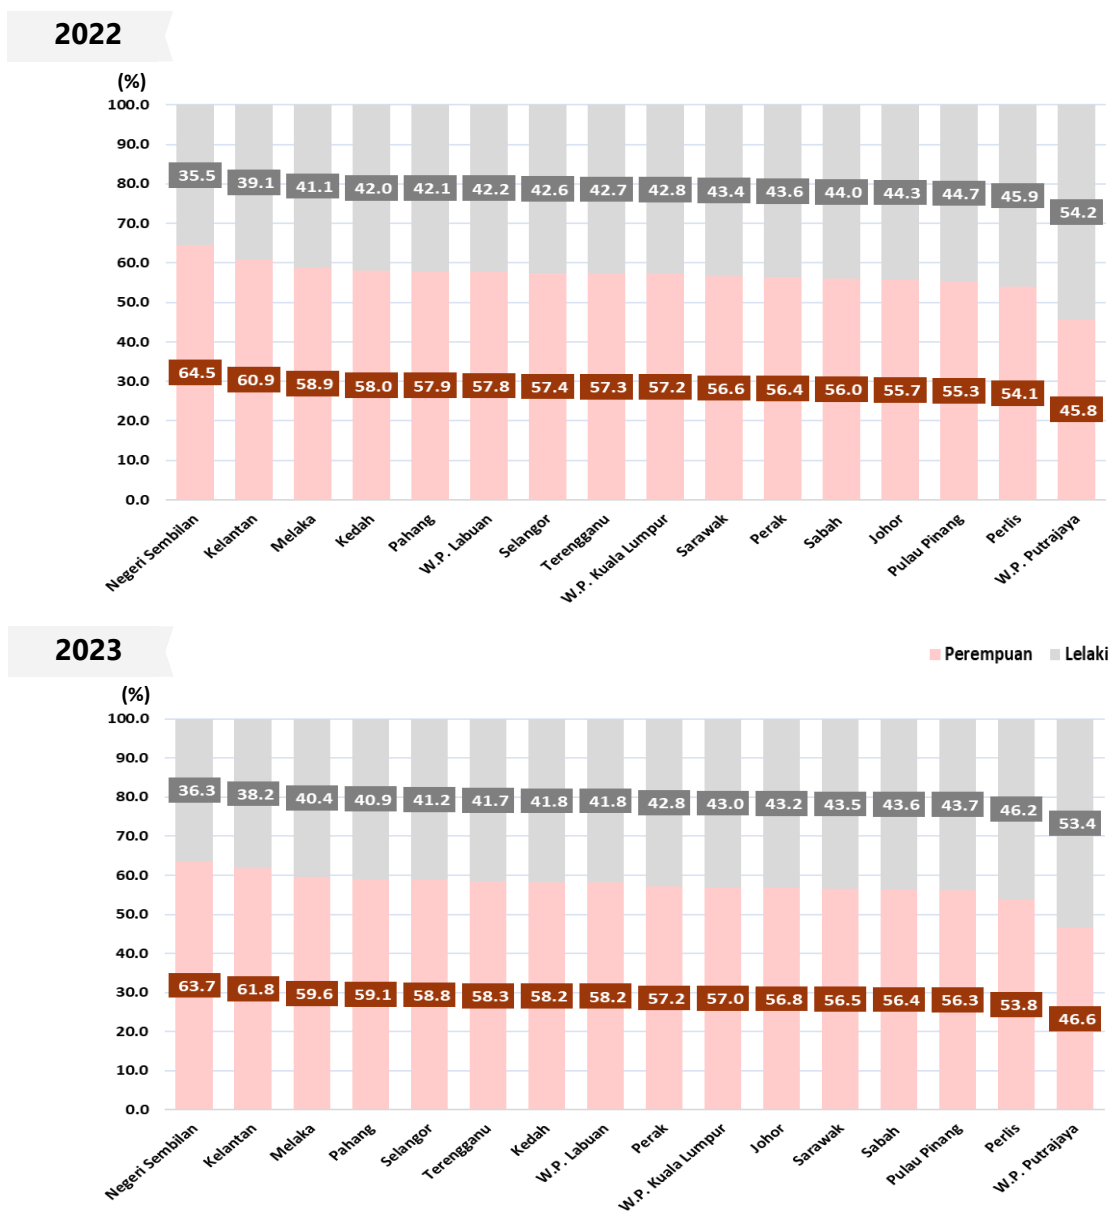 2022
(%)
100.0
90.0
80.0
70.0
60.0
50.0
40.0
30.0
20.0
10.0
0.0
35.5 39.1 41.1 42.0 42.1 42.2 42.6 42.7 42.8 43.4 43.6 44.0 44.3 44.7 45.9 54.2
64.5 60.9 58.9 58.0 57.9 57.8 57.4 57.3 57.2 56.6 56.4 56.0 55.7 55.3 54.1 45.8
Negeri Sembilan
Kelantan
Melaka
Kedah
Pahang
W.P. Labuan
Selangor
Terengganu
W.P. Kuala Lumpur
Sarawak
Perak
Sabah
Johor
Pulau Pinang
Perlis
W.P. Putrajaya
2023
Perempuan Lelaki
(%)
100.0
90.0
80.0
70.0
60.0
50.0
40.0
30.0
20.0
10.0
0.0
36.3 38.2 40.4 40.9 41.2 41.7 41.8 41.8 42.8 43.0 43.2 43.5 43.6 43.7 46.2 53.4
63.7 61.8 59.6 59.1 58.8 58.3 58.2 58.2 57.2 57.0 56.8 56.5 56.4 56.3 53.8 46.6
Negeri Sembilan
Kelantan
Melaka
Pahang
Selangor
Terengganu
Kedah
W.P. Labuan
Perak
W.P. Kuala Lumpur
Johor
Sarawak
Sabah
Pulau Pinang
Perlis
W.P. Putrajaya